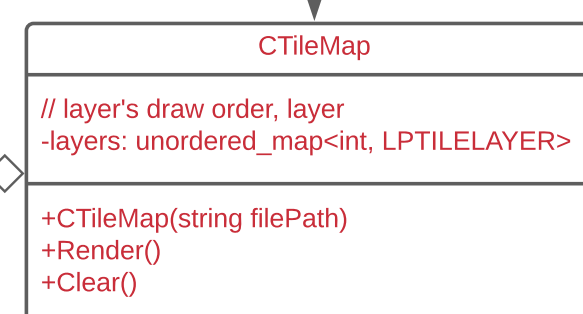 CTileMap
// layer's draw order, layer
-layers: unordered_map<int, LPTILELAYER>
+CTileMap(string filePath)
+Render()
+Clear()